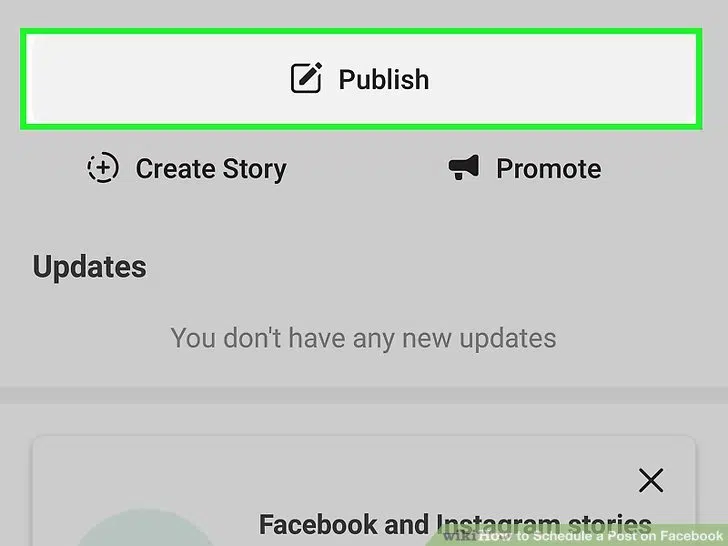 Publish
Create Story
Promote
Updates
You don't have any new updates
Facebook and Instagram stories
wikiHow to Schedule a Post on Facebook